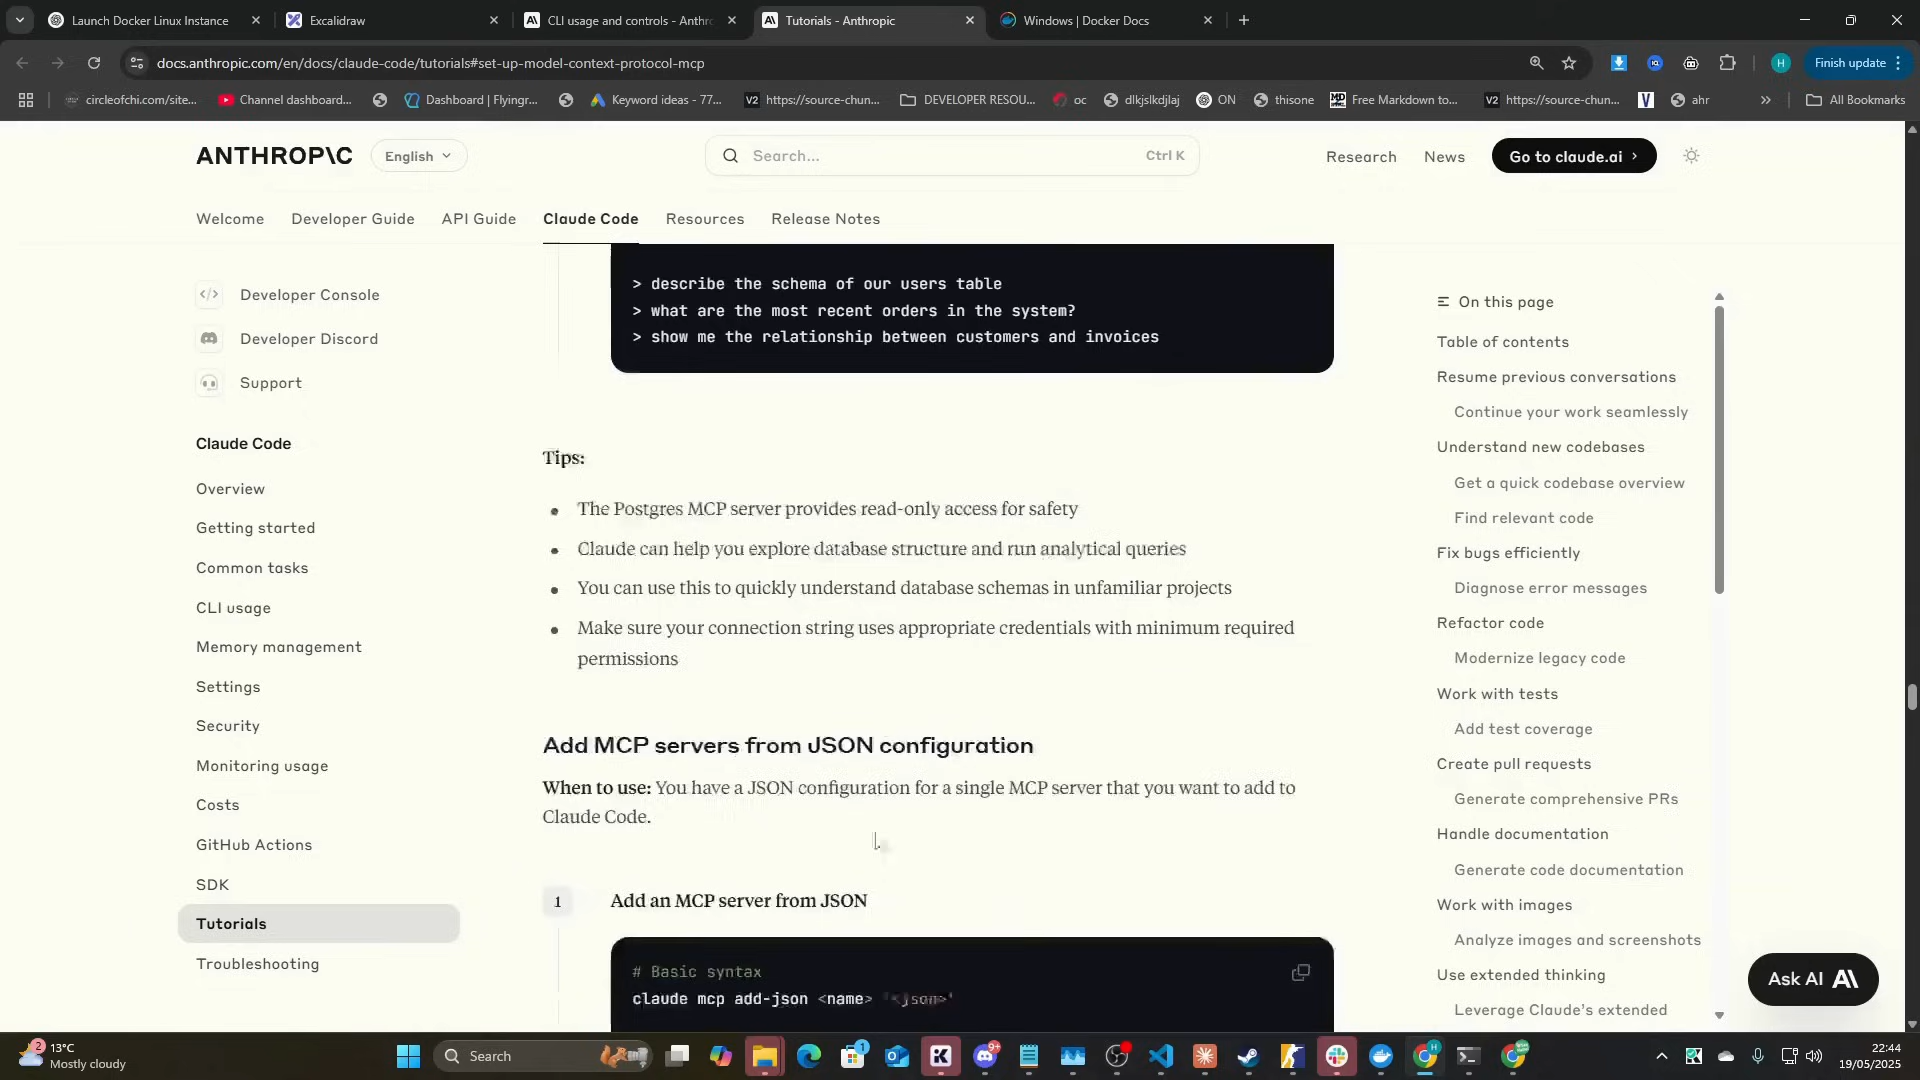 Launch Docker Linux Instance
Excalidraw
CLI usage and controls - Anthro
Tutorials - Anthropic
Windows | Docker Docs
docs.anthropic.com/en/docs/claude-code/tutorials#set-up-model-context-protocol-mcp
H
Finish update
circleofchi.com/site...
Channel dashboard...
Dashboard | Flyingr...
Keyword ideas - 77...
V2 https://source-chun...
DEVELOPER RESOU...
oc
dlkjslkdjlaj
ON
thisone
Free Markdown to...
V2 https://source-chun...
V
ahr
All Bookmarks
ANTHROP\C
English
Search...
Ctrl K
Research
News
Go to claude.ai
Welcome
Developer Guide
API Guide
Claude Code
Resources
Release Notes
Developer Console
Developer Discord
Support
Claude Code
Overview
Getting started
Common tasks
CLI usage
Memory management
Settings
Security
Monitoring usage
Costs
GitHub Actions
SDK
Tutorials
Troubleshooting
> describe the schema of our users table
> what are the most recent orders in the system?
> show me the relationship between customers and invoices
Tips:
The Postgres MCP server provides read-only access for safety
Claude can help you explore database structure and run analytical queries
You can use this to quickly understand database schemas in unfamiliar projects
Make sure your connection string uses appropriate credentials with minimum required
permissions
Add MCP servers from JSON configuration
When to use: You have a JSON configuration for a single MCP server that you want to add to
Claude Code.
1
Add an MCP server from JSON
# Basic syntax
claude mcp add-json <name> '<json>'
On this page
Table of contents
Resume previous conversations
Continue your work seamlessly
Understand new codebases
Get a quick codebase overview
Find relevant code
Fix bugs efficiently
Diagnose error messages
Refactor code
Modernize legacy code
Work with tests
Add test coverage
Create pull requests
Generate comprehensive PRs
Handle documentation
Generate code documentation
Work with images
Analyze images and screenshots
Use extended thinking
Leverage Claude's extended
Ask AI
2
13°C
Mostly cloudy
Search
1
9+
H
22:44
19/05/2025